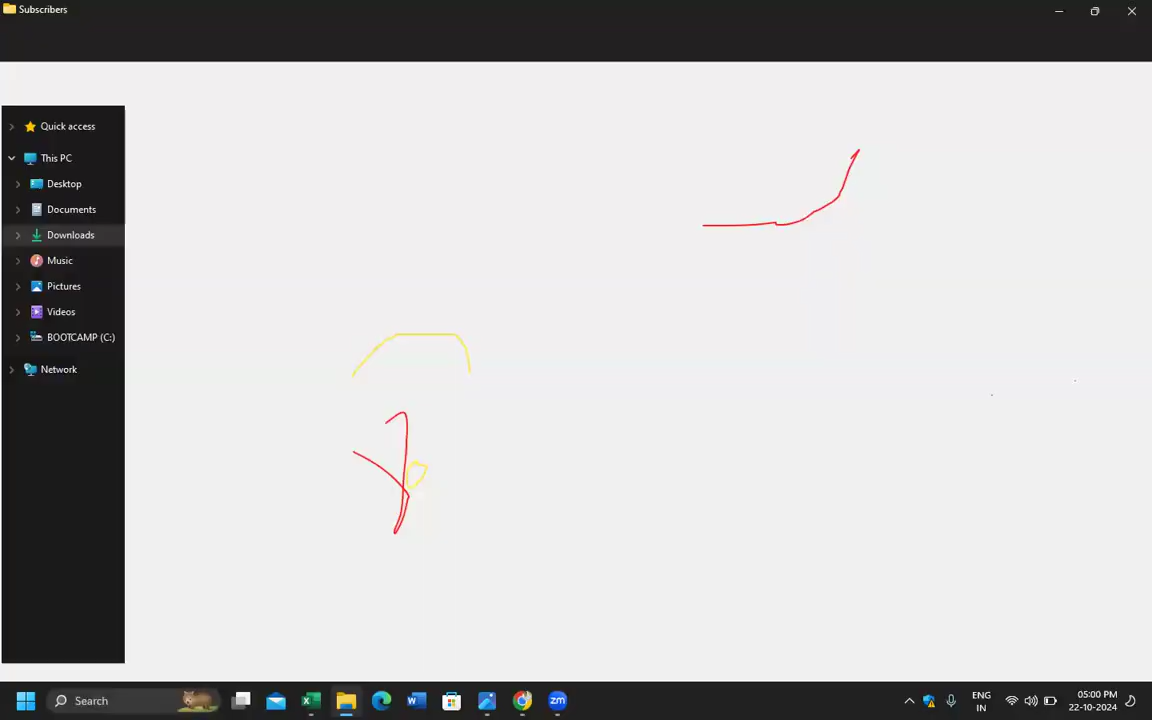 Subscribers
Quick access
This PC
Desktop
Documents
Downloads
Music
Pictures
Videos
BOOTCAMP (C:)
Network
Search
W
zm
ENG
IN
05:00 PM
22-10-2024